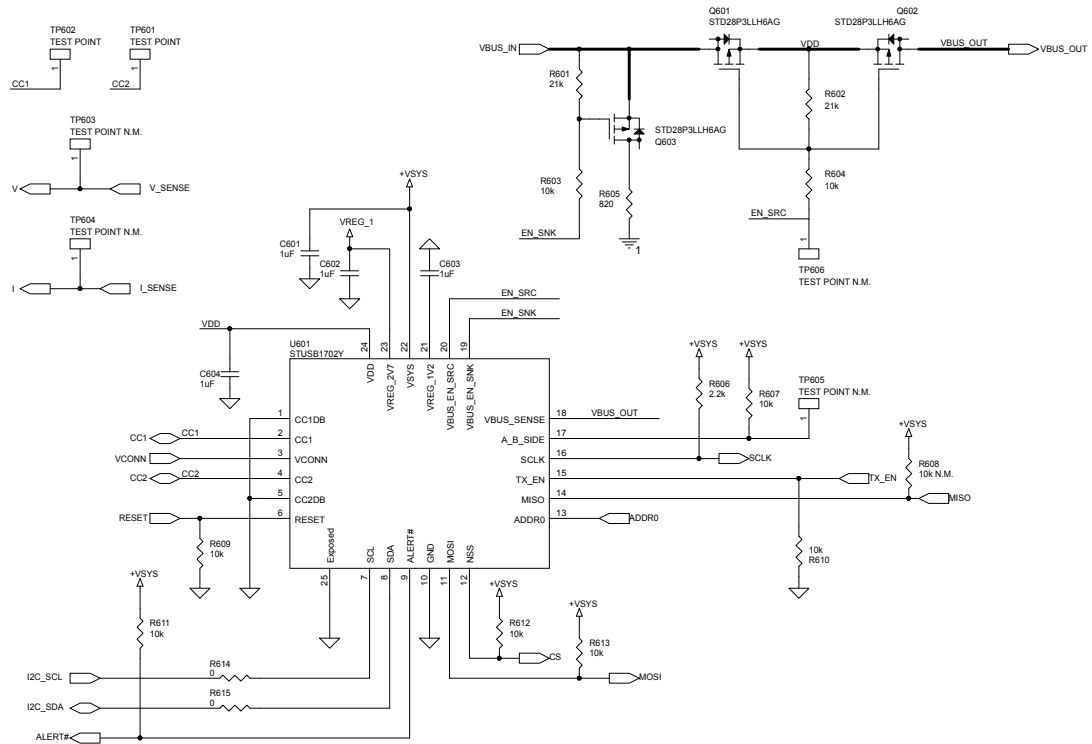 TP602
TEST POINT
1
CC1
TP601
TEST POINT
1
CC2
TP603
TEST POINT N.M.
1
V
V_SENSE
TP604
TEST POINT N.M.
1
I
I_SENSE
Q601
STD28P3LLH6AG
Q602
STD28P3LLH6AG
VBUS_IN
VDD
VBUS_OUT
VBUS_OUT
R601
21k
R602
21k
STD28P3LLH6AG
Q603
R603
10k
R605
820
R604
10k
EN_SNK
1
EN_SRC
1
TP606
TEST POINT N.M.
+VSYS
VREG_1
C601
1uF
C602
1uF
C603
1uF
EN_SRC
EN_SNK
VDD
C604
1uF
U601
STUSB1702Y
24
23
22
21
20
19
VDD
VREG_2V7
VSYS
VREG_1V2
VBUS_EN_SRC
VBUS_EN_SNK
1
CC1DB
CC1
CC1
2
CC1
VCONN
3
VCONN
CC2
CC2
4
CC2
5
CC2DB
RESET
6
RESET
VBUS_SENSE
18
VBUS_OUT
A_B_SIDE
17
SCLK
16
SCLK
TX_EN
15
TX_EN
MISO
14
MISO
ADDR0
13
ADDR0
+VSYS
R606
2.2k
+VSYS
R607
10k
TP605
TEST POINT N.M.
1
+VSYS
R608
10k N.M.
10k
R610
Exposed
SCL
SDA
ALERT#
GND
MOSI
NSS
25
7
8
9
10
11
12
R609
10k
+VSYS
R611
10k
+VSYS
R612
10k
CS
+VSYS
R613
10k
MOSI
I2C_SCL
R614
0
I2C_SDA
R615
0
ALERT#